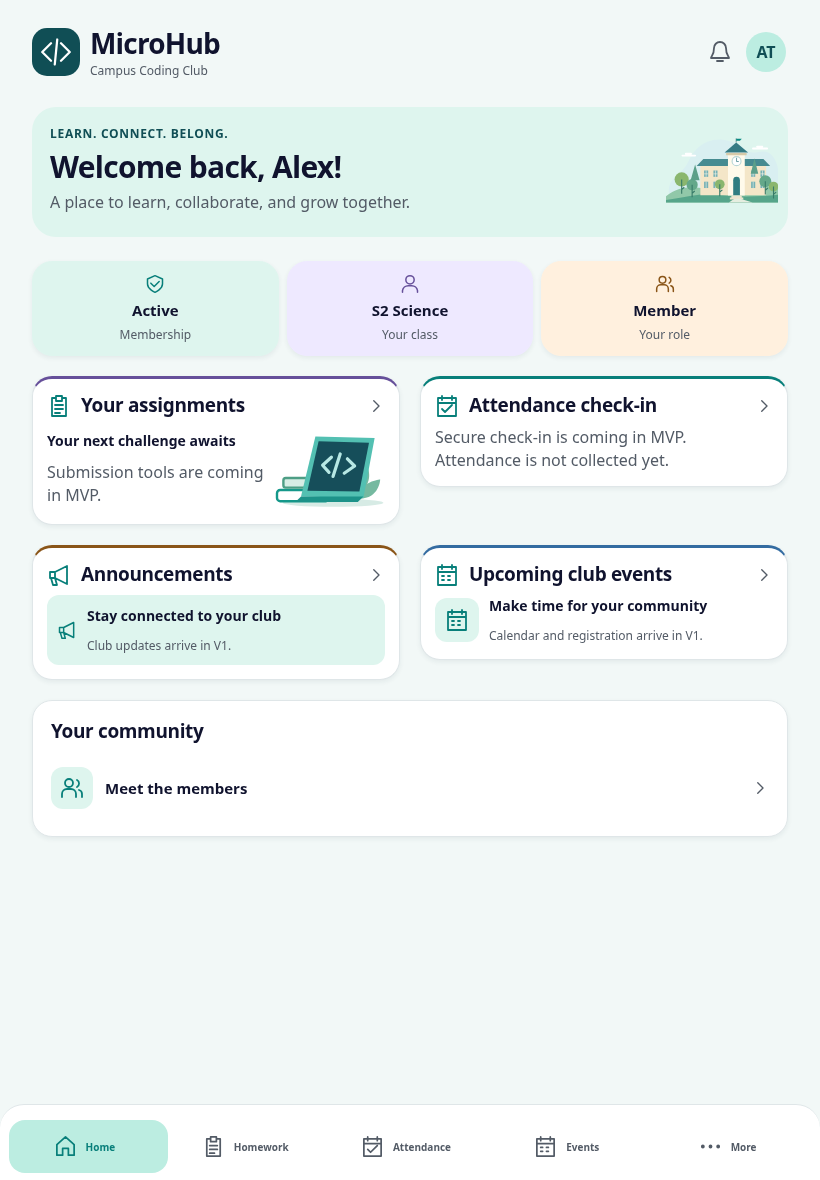 MicroHub
Campus Coding Club
AT
LEARN. CONNECT. BELONG.
Welcome back, Alex!
A place to learn, collaborate, and grow together.
Active
Membership
S2 Science
Your class
Member
Your role
Your assignments
Your next challenge awaits
Submission tools are coming
in MVP.
Attendance check-in
Secure check-in is coming in MVP.
Attendance is not collected yet.
Announcements
Stay connected to your club
Club updates arrive in V1.
Upcoming club events
Make time for your community
Calendar and registration arrive in V1.
Your community
Meet the members
Home
Homework
Attendance
Events
More